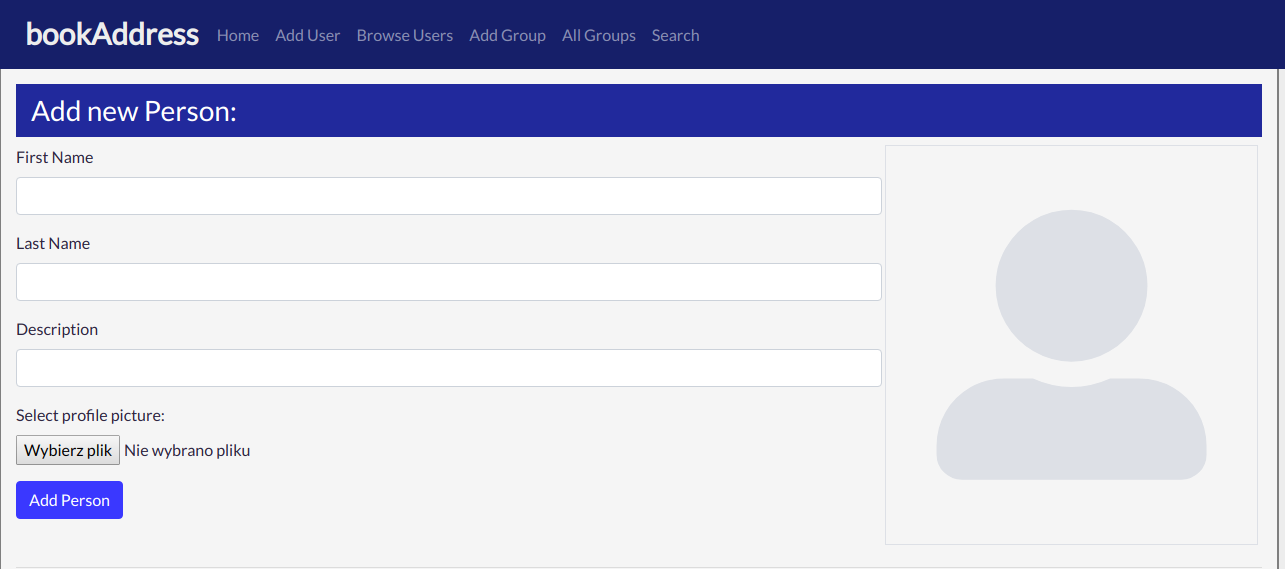 bookAddress Home Add User Browse Users Add Group All Groups Search
Add new Person:
First Name
Last Name
Description
Select profile picture:
Wybierz plik Nie wybrano pliku
Add Person